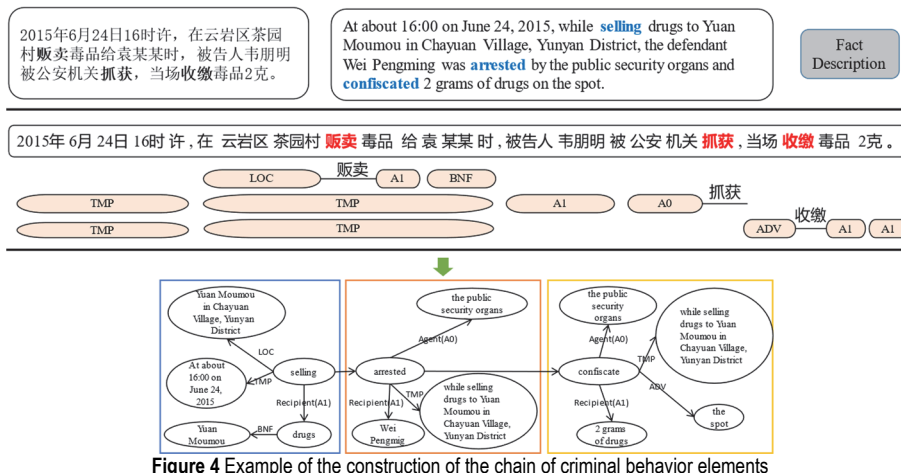 2015年6月24日16时许，在云岩区茶园
村贩卖毒品给袁某某时，被告人韦朋明
被公安机关抓获，当场收缴毒品2克。
At about 16:00 on June 24, 2015, while selling drugs to Yuan
Moumou in Chayuan Village, Yunyan District, the defendant
Wei Pengming was arrested by the public security organs and
confiscated 2 grams of drugs on the spot.
Fact
Description
2015年 6月 24日 16时 许 , 在 云岩区 茶园村 贩卖 毒品 给 袁 某某 时 , 被告人 韦朋明 被 公安 机关 抓获 , 当场 收缴 毒品 2克 。
LOC 贩卖 A1 BNF
TMP TMP A1 A0 抓获
TMP TMP ADV 收缴 A1 A1
Yuan Moumou
in Chayuan
Village, Yunyan
District
LOC
At about
16:00 on
June 24,
2015
TMP
selling
Recipient(A1)
Yuan
Moumou
BNF
drugs
the public
security organs
Agent(A0)
arrested
Recipient(A1)
TMP
Wei
Pengmig
while selling
drugs to Yuan
Moumou in
Chayuan Village,
Yunyan District
the public
security
organs
Agent(A0)
while selling
drugs to Yuan
Moumou in
Chayuan Village,
Yunyan District
TMP
confiscate
ADV
Recipient(A1)
2 grams
of drugs
the
spot
Figure 4 Example of the construction of the chain of criminal behavior elements